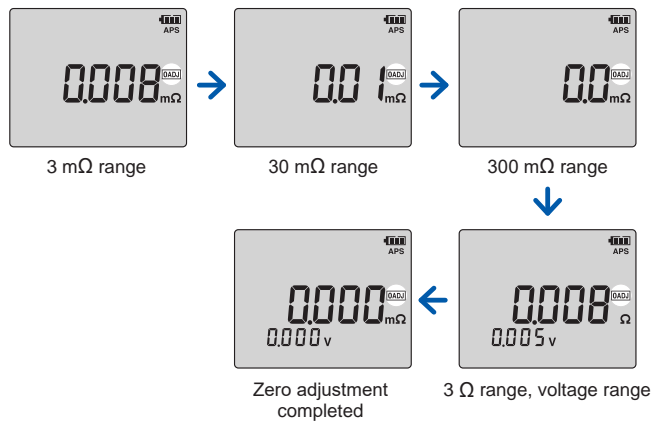 APS
0.008
0ADJ
mΩ
3 mΩ range
APS
0.01
0ADJ
mΩ
30 mΩ range
APS
0.0
0ADJ
mΩ
300 mΩ range
APS
0.000
0ADJ
mΩ
0.000 v
Zero adjustment
completed
APS
0.008
0ADJ
Ω
0.005 v
3 Ω range, voltage range